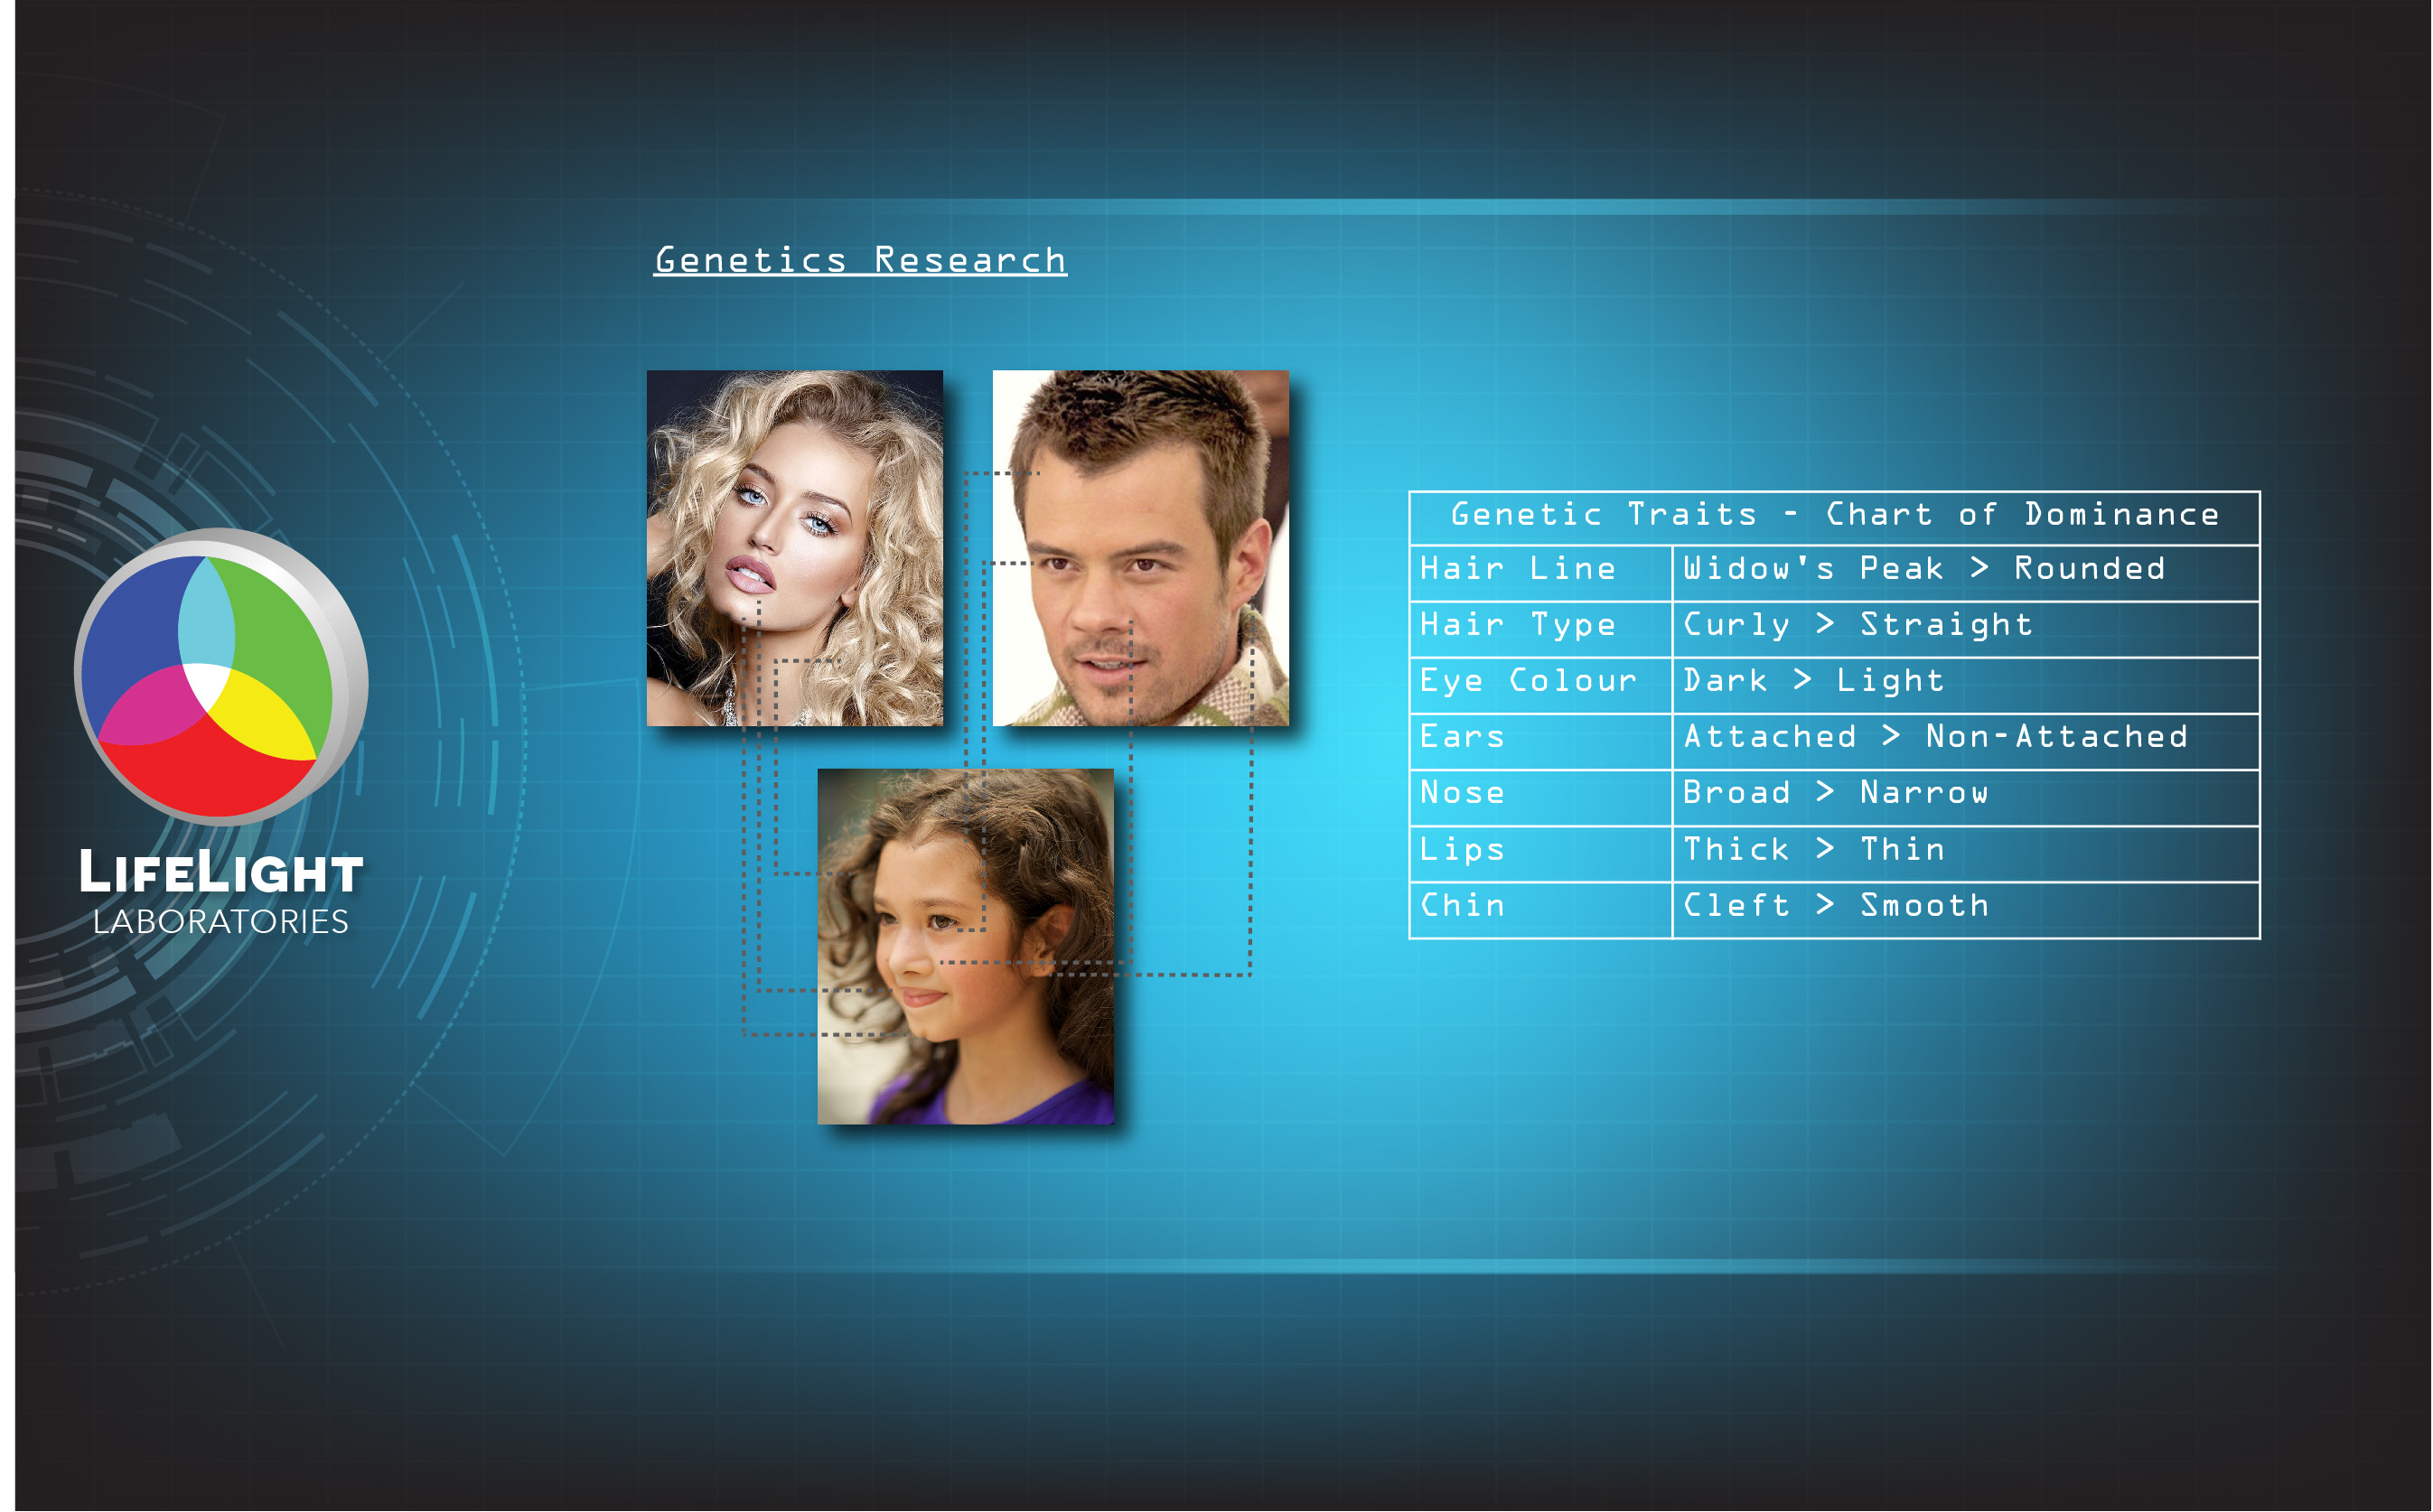 Genetics Research
Genetic Traits - Chart of Dominance
Hair Line Widow's Peak > Rounded
Hair Type Curly > Straight
Eye Colour Dark > Light
Ears Attached > Non-Attached
Nose Broad > Narrow
Lips Thick > Thin
Chin Cleft > Smooth
LIFELIGHT
LABORATORIES